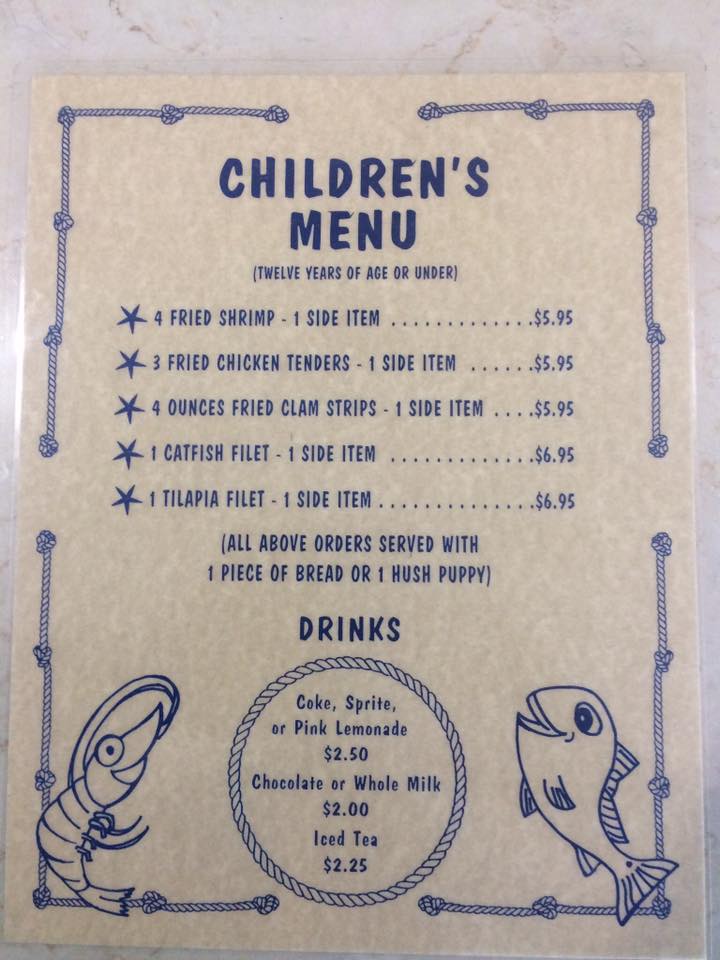 CHILDREN'S
MENU
(TWELVE YEARS OF AGE OR UNDER)
4 FRIED SHRIMP - 1 SIDE ITEM .............$5.95
3 FRIED CHICKEN TENDERS - 1 SIDE ITEM ......$5.95
4 OUNCES FRIED CLAM STRIPS - 1 SIDE ITEM ....$5.95
1 CATFISH FILET - 1 SIDE ITEM .............$6.95
1 TILAPIA FILET - 1 SIDE ITEM ..............$6.95
(ALL ABOVE ORDERS SERVED WITH
1 PIECE OF BREAD OR 1 HUSH PUPPY)
DRINKS
Coke, Sprite,
or Pink Lemonade
$2.50
Chocolate or Whole Milk
$2.00
Iced Tea
$2.25